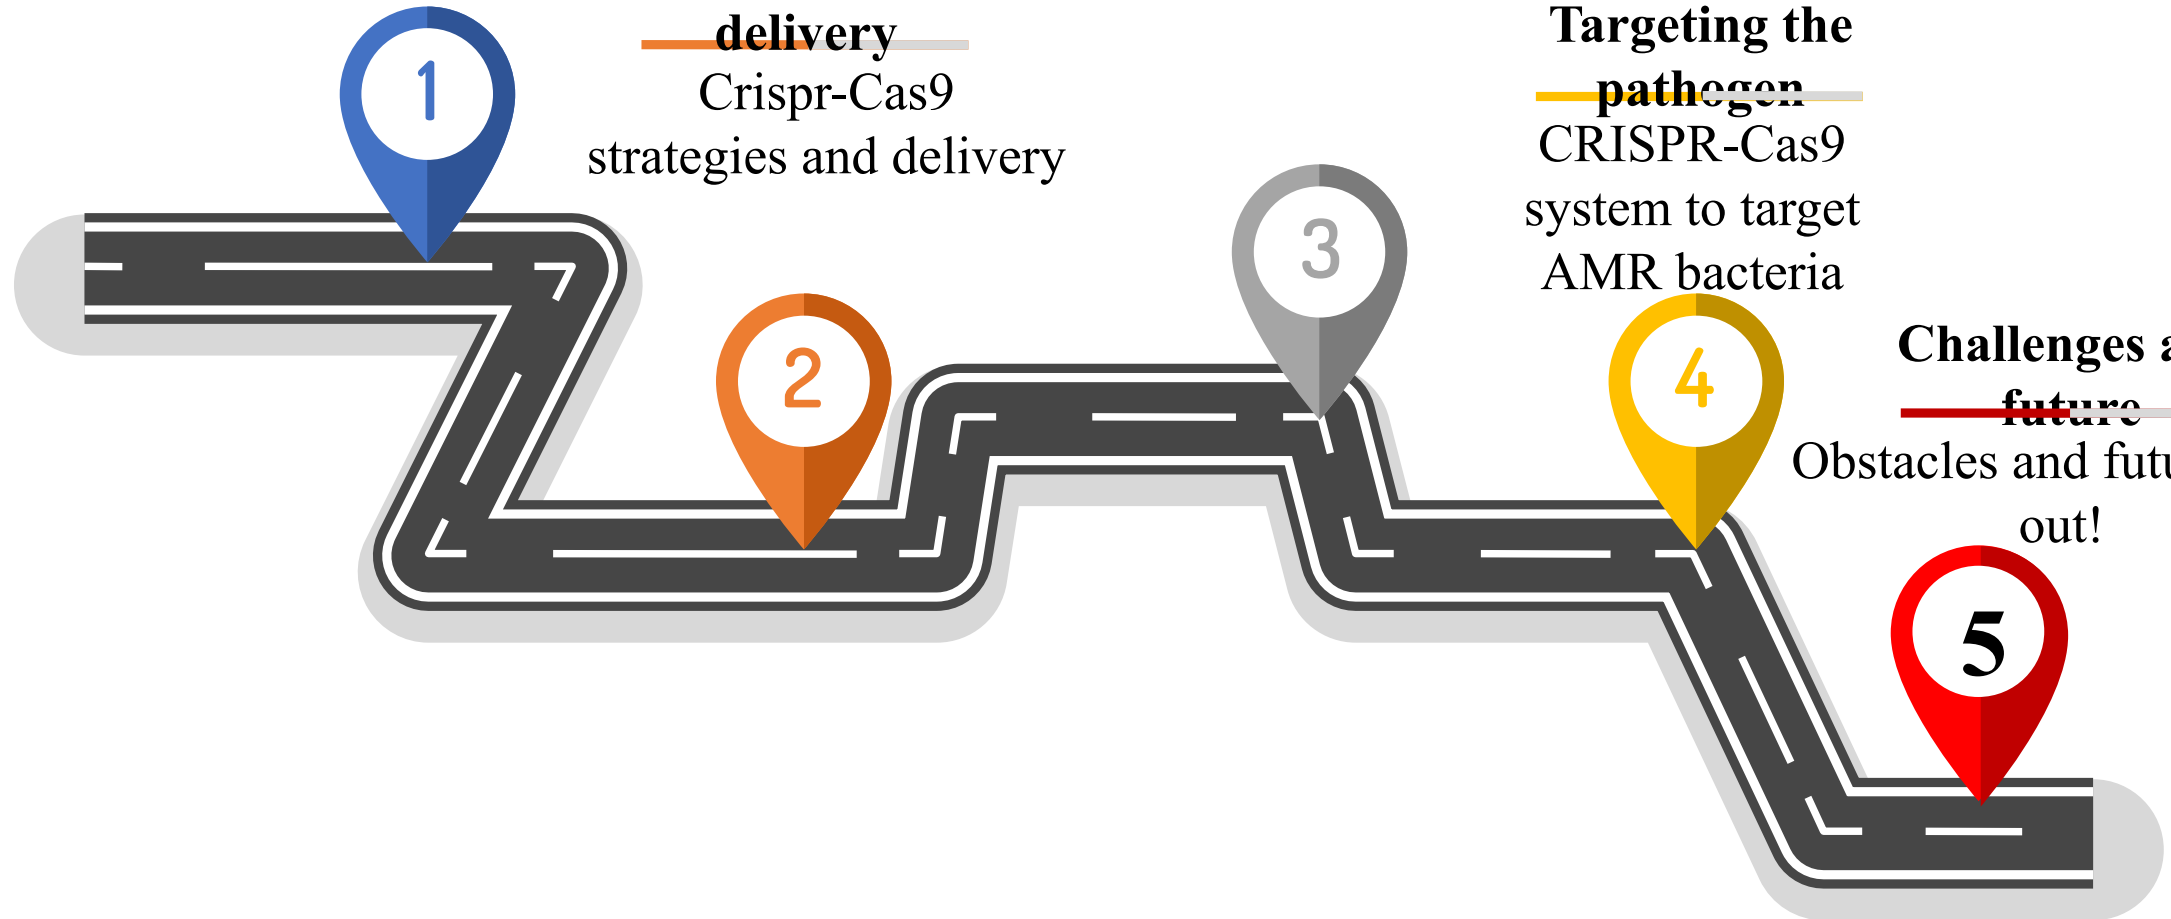 1
delivery
Crispr-Cas9
strategies and delivery
2
3
Targeting the
pathogen
CRISPR-Cas9
system to target
AMR bacteria
4
Challenges
future
Obstacles and
out!
5